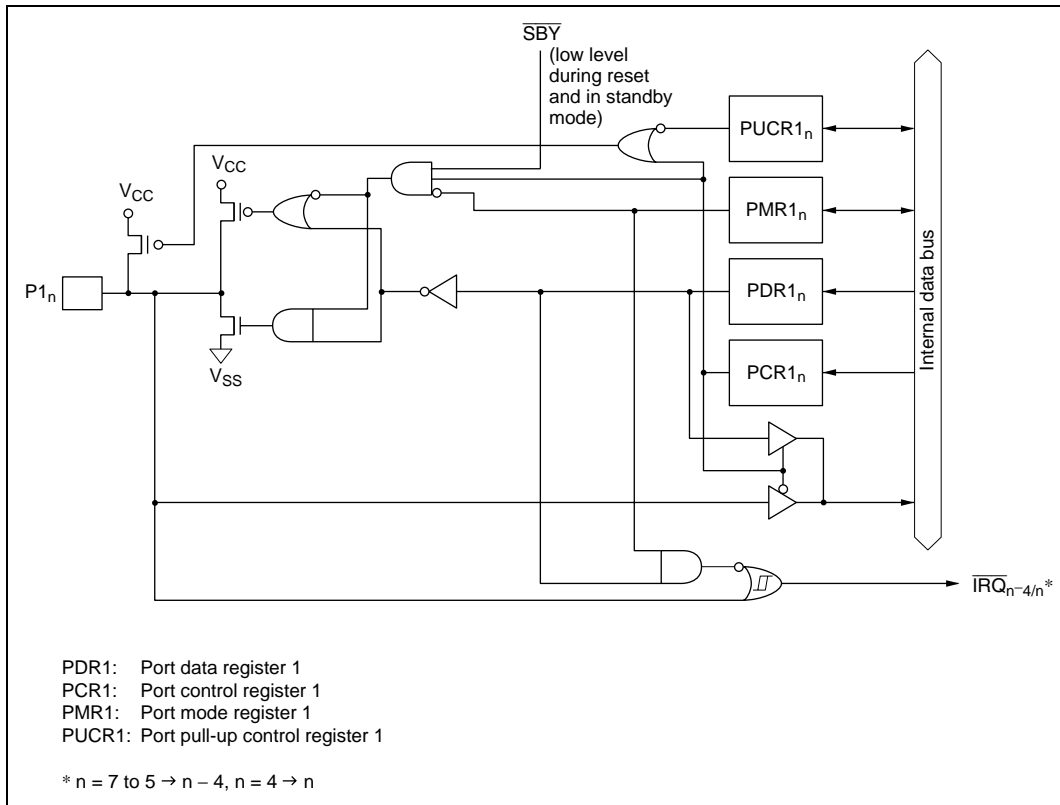 SBY
(low level
during reset
and in standby
mode)
PUCR1n
VCC
VCC
PMR1n
P1n
PDR1n
VSS
PCR1n
Internal data bus
IRQn–4/n*
PDR1: Port data register 1
PCR1: Port control register 1
PMR1: Port mode register 1
PUCR1: Port pull-up control register 1
* n = 7 to 5 → n – 4, n = 4 → n